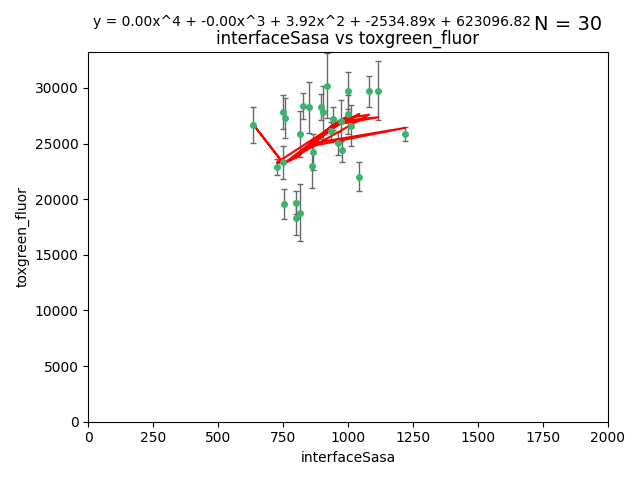 y = 0.00x^4 + -0.00x^3 + 3.92x^2 + -2534.89x + 623096.82 N = 30
interfaceSasa vs toxgreen_fluor
30000
25000
20000
15000
10000
5000
0
toxgreen_fluor
0 250 500 750 1000 1250 1500 1750 2000
interfaceSasa